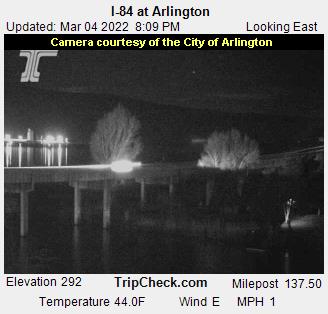 I-84 at Arlington
Updated: Mar 04 2022 8:09 PM Looking East
Camera courtesy of the City of Arlington
Elevation 292 TripCheck.com Milepost 137.50
Temperature 44.0F Wind E MPH 1